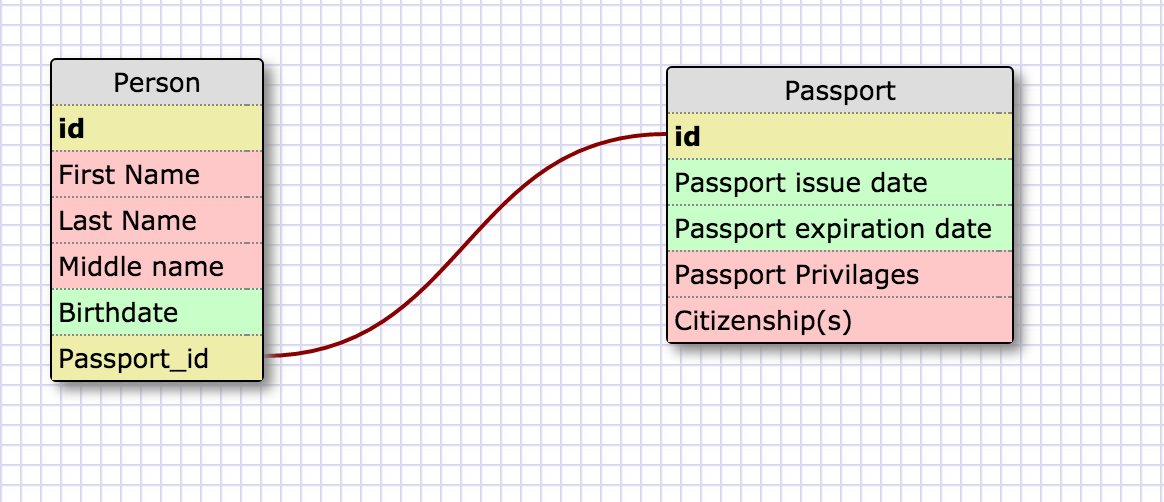 Person
id
First Name
Last Name
Middle name
Birthdate
Passport_id
Passport
id
Passport issue date
Passport expiration date
Passport Privilages
Citizenship(s)